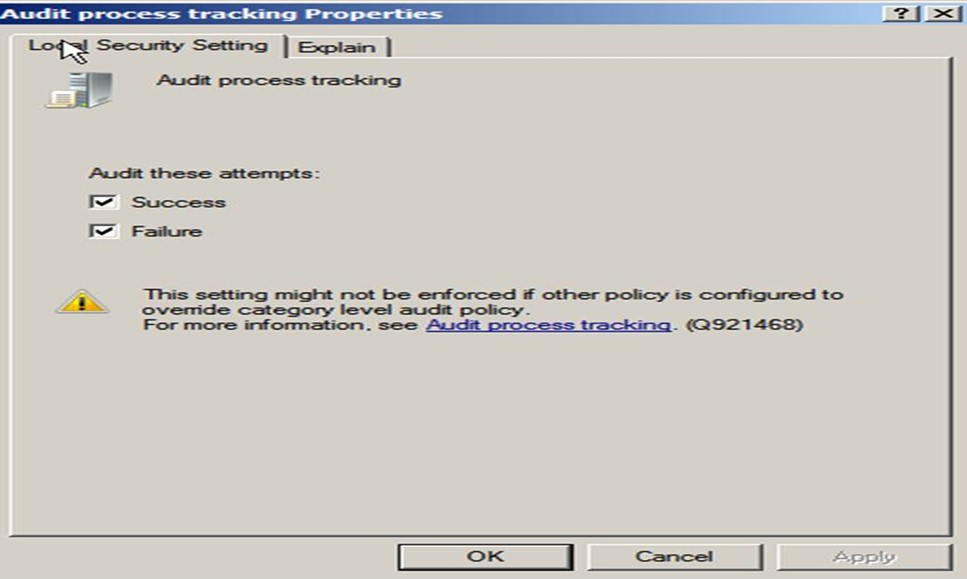 Audit process tracking Properties
Local Security Setting
Explain
Audit process tracking
Audit these attempts:
Success
Failure
This setting might not be enforced if other policy is configured to
override category level audit policy.
For more information, see Audit process tracking. (Q921468)
OK
Cancel
Apply